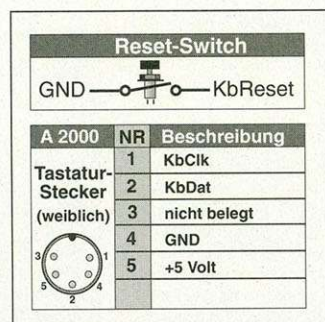 Reset-Switch
GND KbReset
A 2000 NR Beschreibung
Tastatur-
Stecker
(weiblich)
1 KbClk
2 KbDat
3 nicht belegt
4 GND
5 +5 Volt
3 1
5 4
2